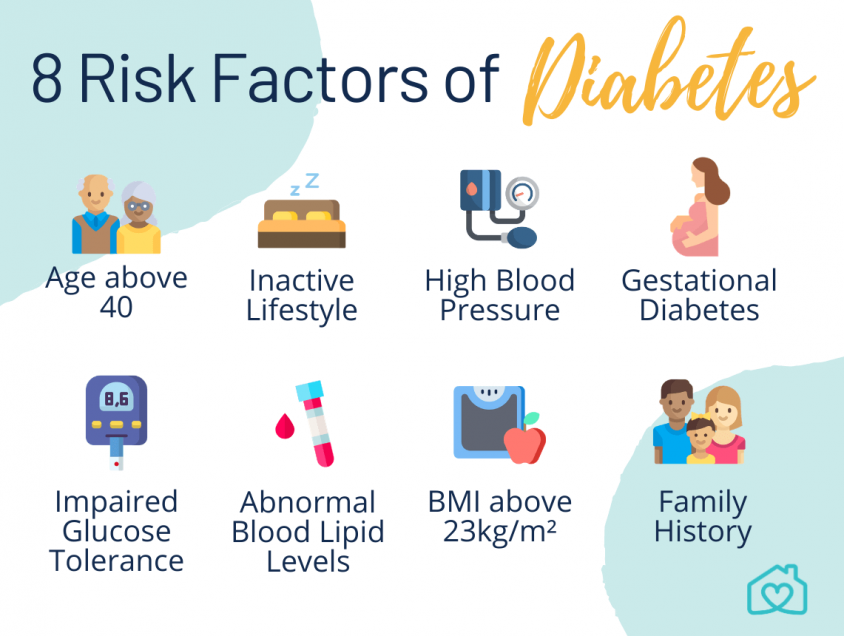 8 Risk Factors of Diabetes
z Z
Age above
40
Inactive
Lifestyle
High Blood
Pressure
Gestational
Diabetes
8,6
Impaired
Glucose
Tolerance
Abnormal
Blood Lipid
Levels
BMI above
23kg/m²
Family
History